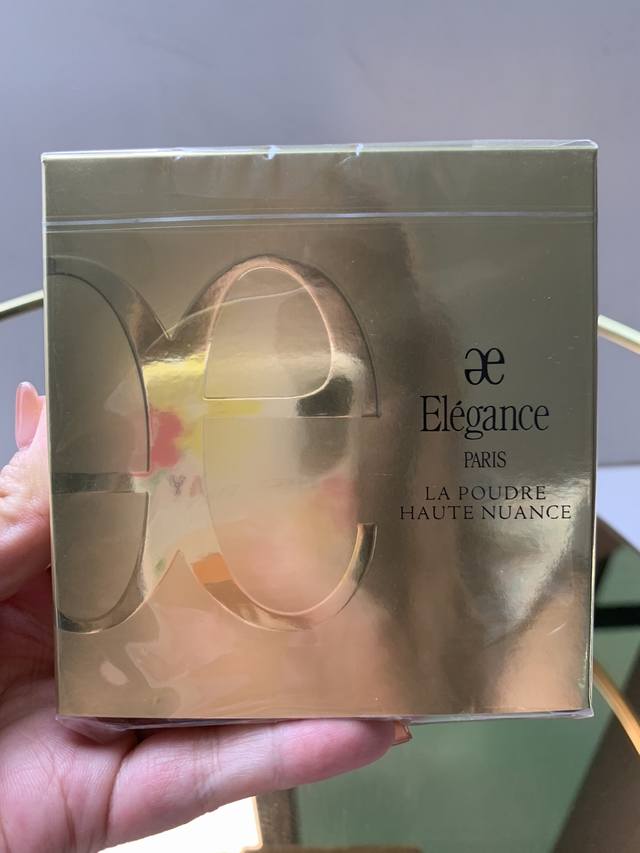 æ
Elégance
PARIS
LA POUDRE
HAUTE NUANCE